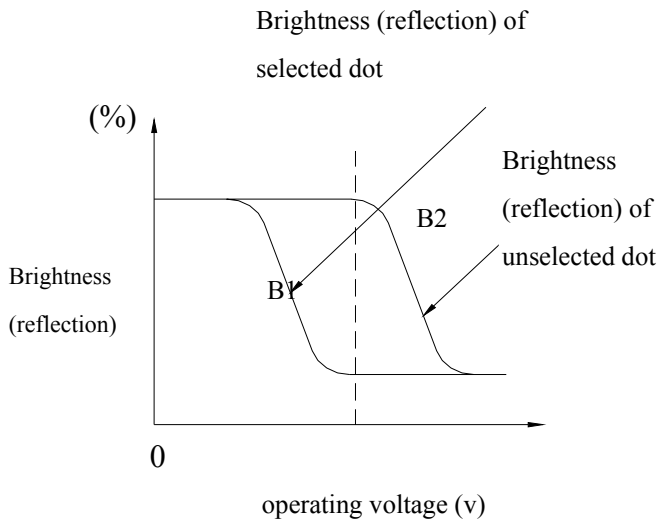 Brightness (reflection) of
selected dot
(%)
Brightness
(reflection) of
unselected dot
B2
B1
Brightness
(reflection)
0
operating voltage (v)